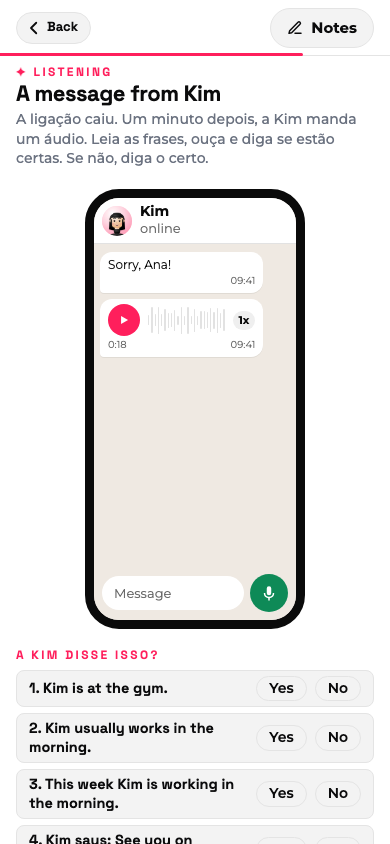 Back
Notes
✦ LISTENING
A message from Kim
A ligação caiu. Um minuto depois, a Kim manda
um áudio. Leia as frases, ouça e diga se estão
certas. Se não, diga o certo.
Kim
online
Sorry, Ana!
09:41
1x
0:18
09:41
Message
A KIM DISSE ISSO?
1. Kim is at the gym.
Yes
No
2. Kim usually works in the
morning.
Yes
No
3. This week Kim is working in
the morning.
Yes
No
4. Kim says: See you on